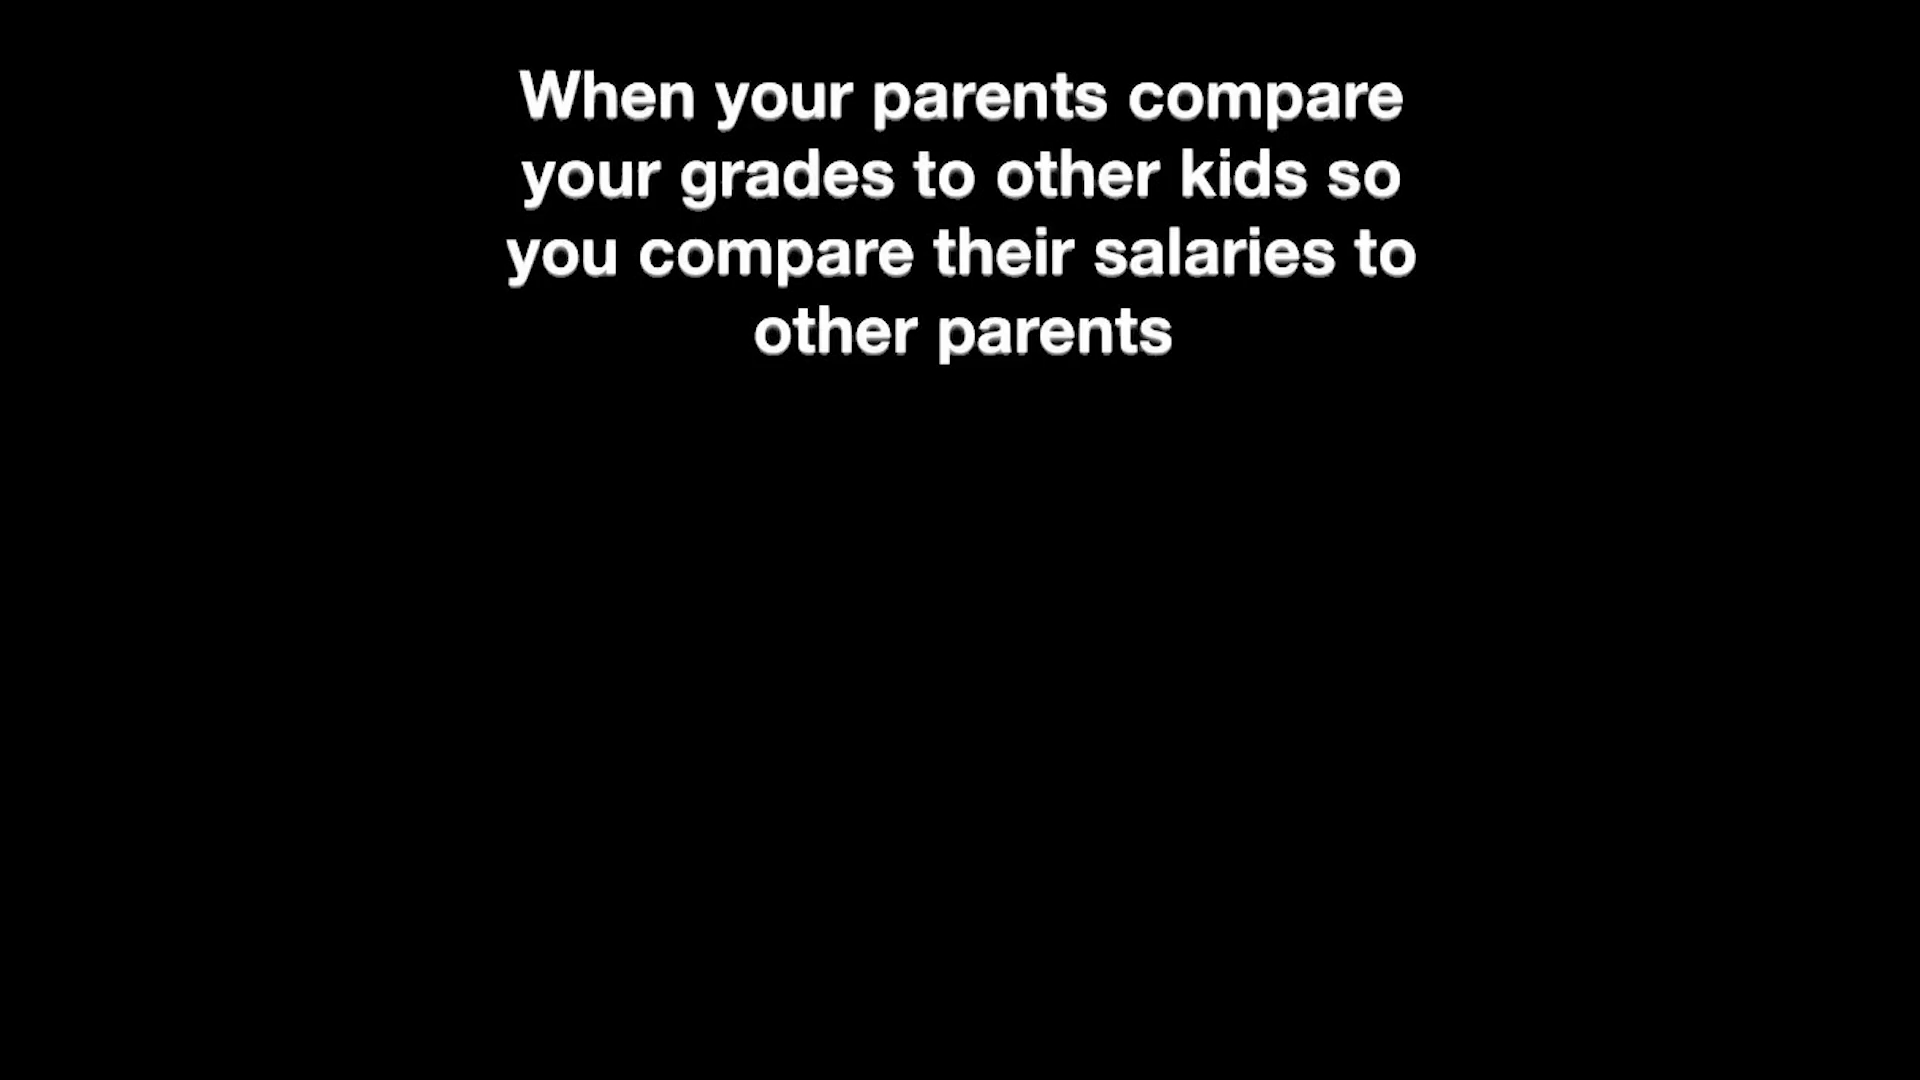 When your parents compare
your grades to other kids so
you compare their salaries to
other parents